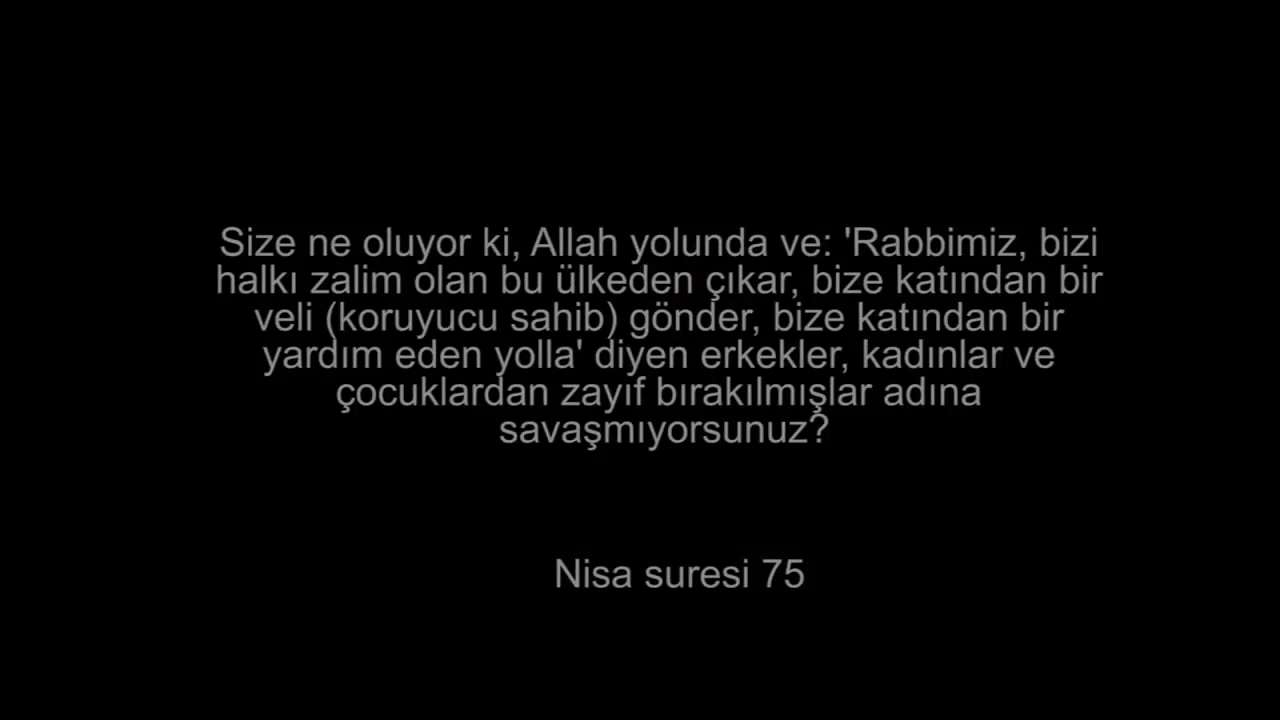 Size ne oluyor ki, Allah yolunda ve: 'Rabbimiz, bizi
halkı zalim olan bu ülkeden çıkar, bize katından bir
veli (koruyucu sahib) gönder, bize katından bir
yardım eden yolla' diyen erkekler, kadınlar ve
çocuklardan zayıf bırakılmışlar adına
savaşmıyorsunuz?
Nisa suresi 75